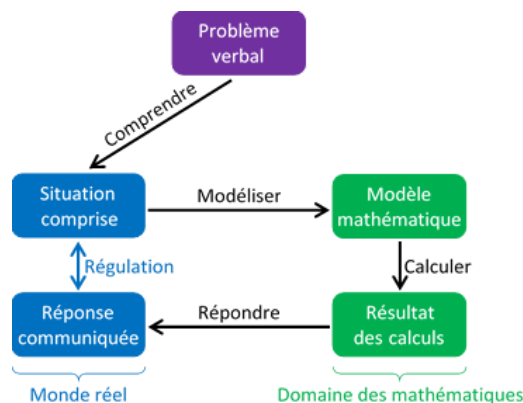 Problème
verbal
Comprendre
Situation
comprise
Modéliser
Modèle
mathématique
Régulation
Calculer
Réponse
communiquée
Répondre
Résultat
des calculs
Monde réel
Domaine des mathématiques